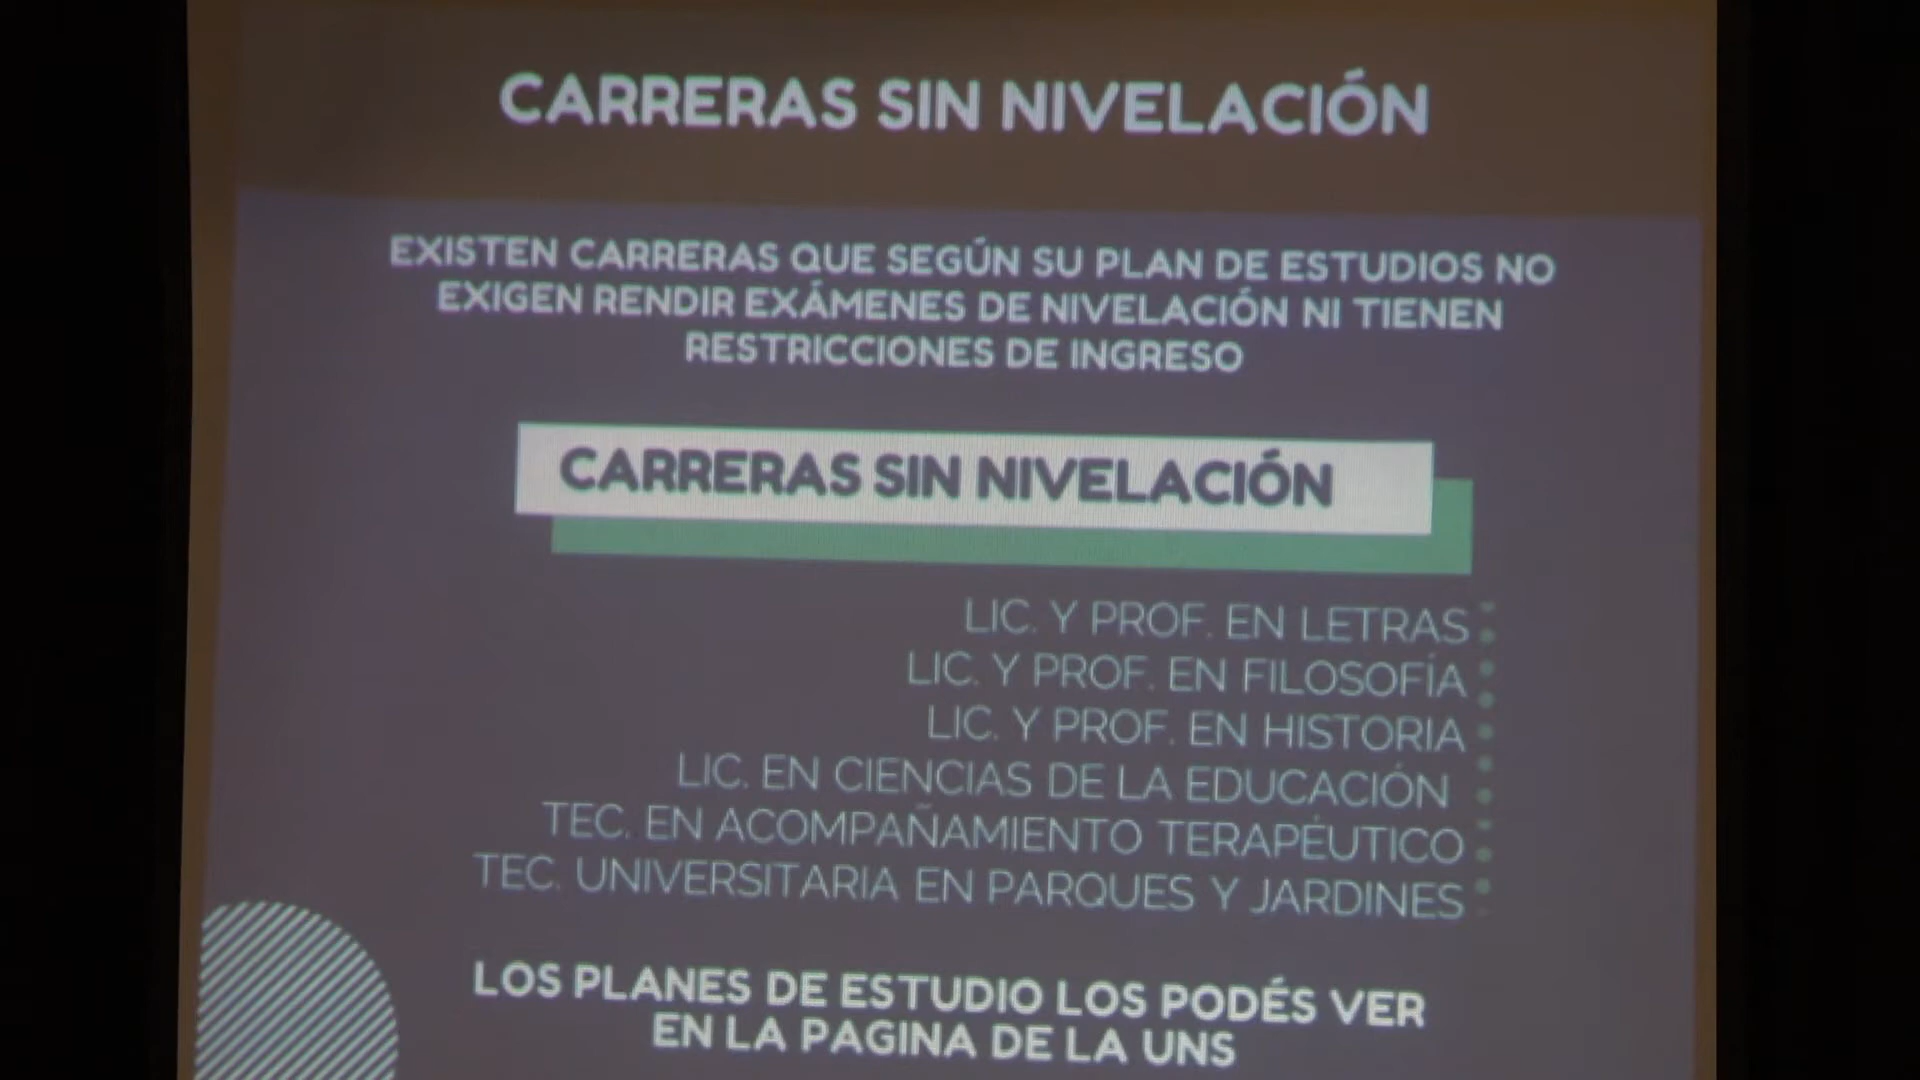 CARRERAS SIN NIVELACIÓN
EXISTEN CARRERAS QUE SEGÚN SU PLAN DE ESTUDIOS NO
EXIGEN RENDIR EXÁMENES DE NIVELACIÓN NI TIENEN
RESTRICCIONES DE INGRESO
CARRERAS SIN NIVELACIÓN
LIC. Y PROF. EN LETRAS
LIC. Y PROF. EN FILOSOFÍA
LIC. Y PROF. EN HISTORIA
LIC. EN CIENCIAS DE LA EDUCACIÓN
TEC. EN ACOMPAÑAMIENTO TERAPÉUTICO
TEC. UNIVERSITARIA EN PARQUES Y JARDINES
LOS PLANES DE ESTUDIO LOS PODÉS VER
EN LA PAGINA DE LA UNS